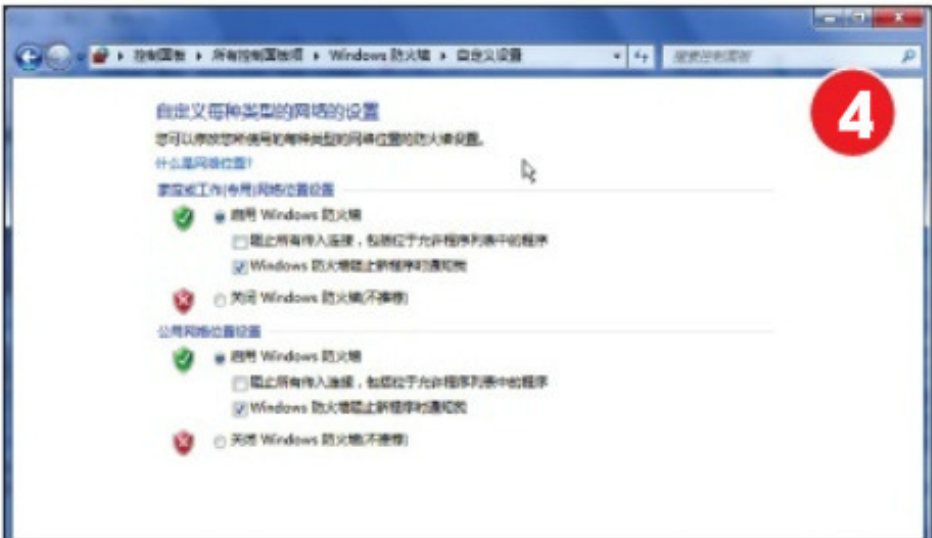 控制面板 ▸ 所有控制面板项 ▸ Windows 防火墙 ▸ 自定义设置
搜索控制面板
4
自定义每种类型的网络的设置
您可以修改您所使用的每种类型的网络位置的防火墙设置。
什么是网络位置?
家庭或工作(专用)网络位置设置
启用 Windows 防火墙
阻止所有传入连接，包括位于允许程序列表中的程序
Windows 防火墙阻止新程序时通知我
关闭 Windows 防火墙(不推荐)
公用网络位置设置
启用 Windows 防火墙
阻止所有传入连接，包括位于允许程序列表中的程序
Windows 防火墙阻止新程序时通知我
关闭 Windows 防火墙(不推荐)